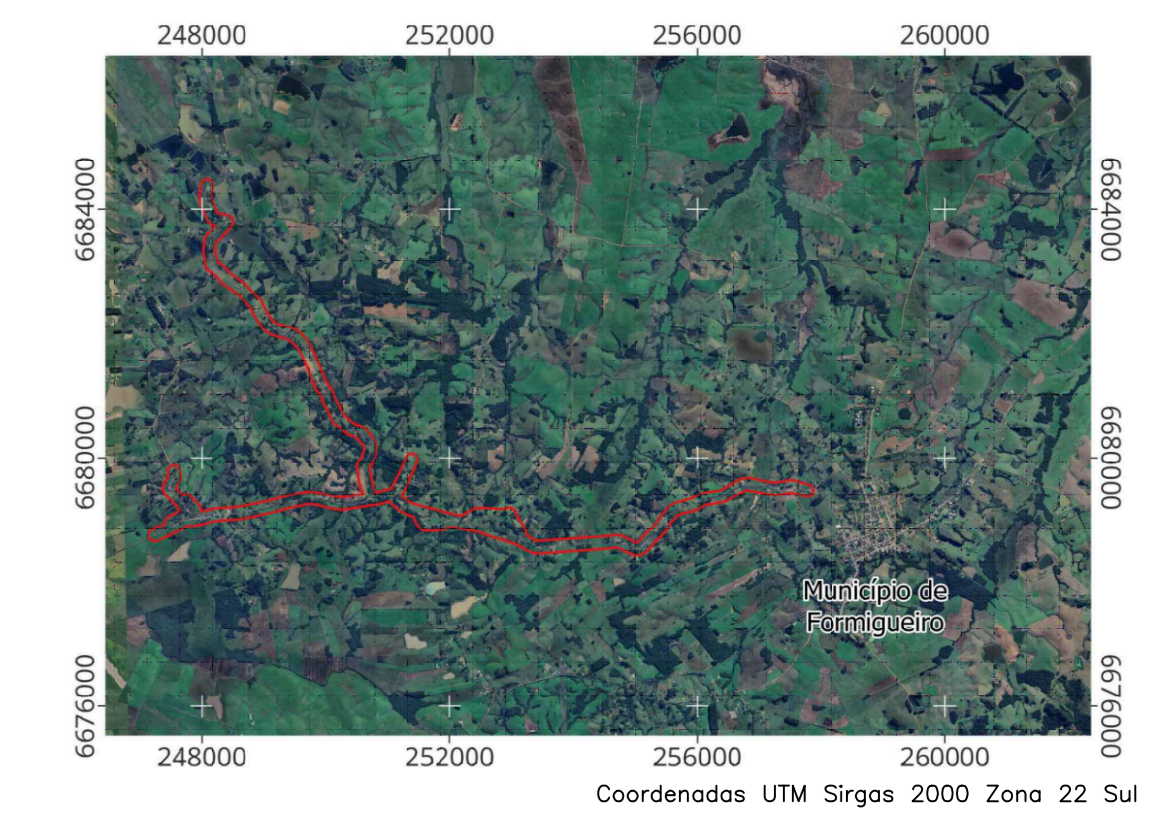 248000 252000 256000 260000
6684000 6684000
6680000 6680000
Município de
Formigueiro
6676000 6676000
248000 252000 256000 260000
Coordenadas UTM Sirgas 2000 Zona 22 Sul